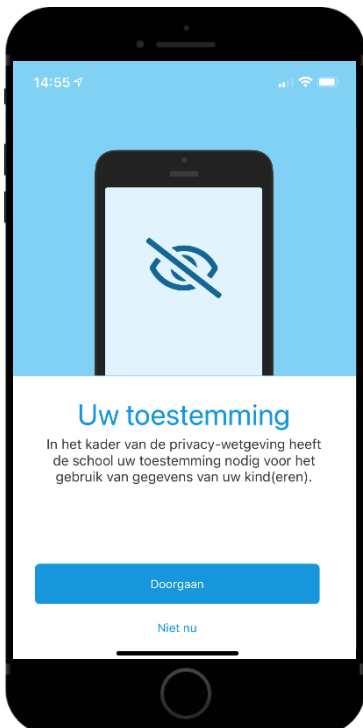 14:55
Uw toestemming
In het kader van de privacy-wetgeving heeft
de school uw toestemming nodig voor het
gebruik van gegevens van uw kind(eren).
Doorgaan
Niet nu